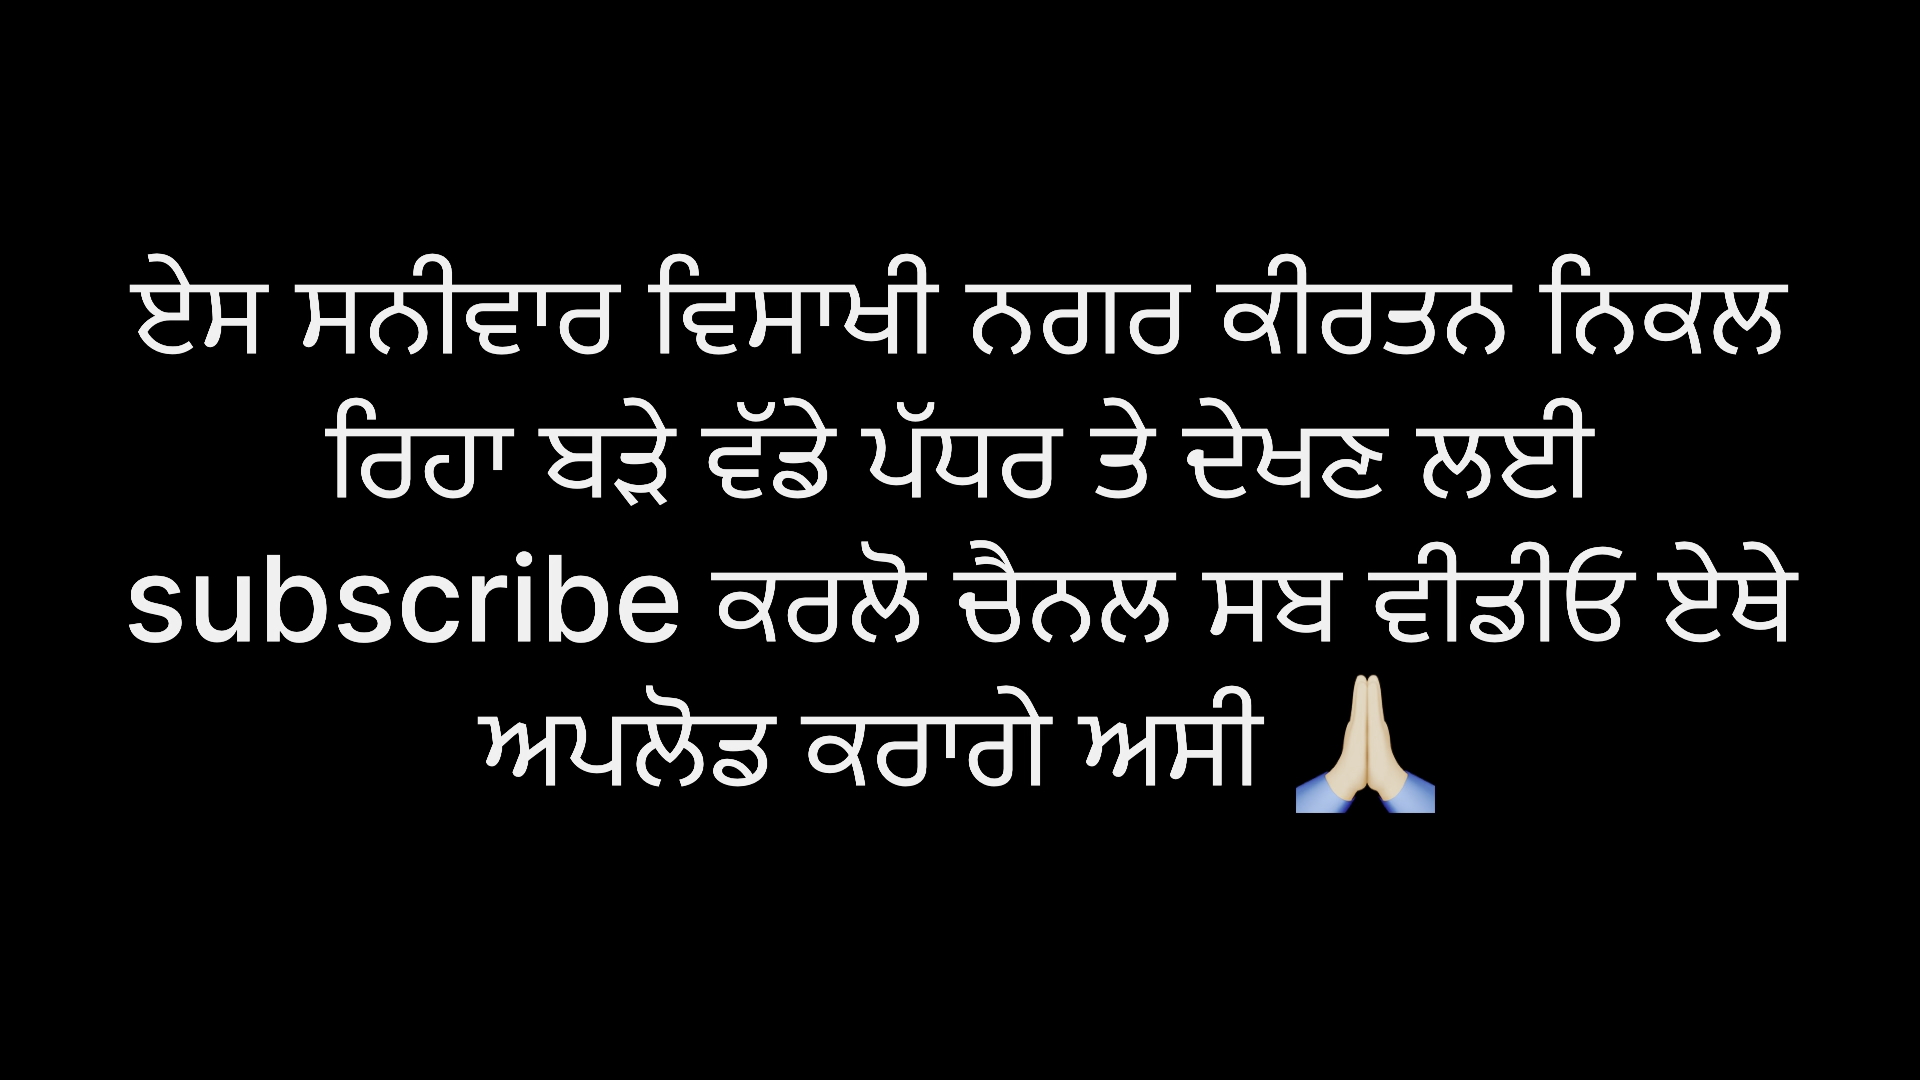 ਏਸ ਸਨੀਵਾਰ ਵਿਸਾਖੀ ਨਗਰ ਕੀਰਤਨ ਨਿਕਲ
ਰਿਹਾ ਬੜੇ ਵੱਡੇ ਪੱਧਰ ਤੇ ਦੇਖਣ ਲਈ
subscribe ਕਰਲੋ ਚੈਨਲ ਸਬ ਵੀਡੀਓ ਏਥੇ
ਅਪਲੋਡ ਕਰਾਗੇ ਅਸੀ 🙏🏻